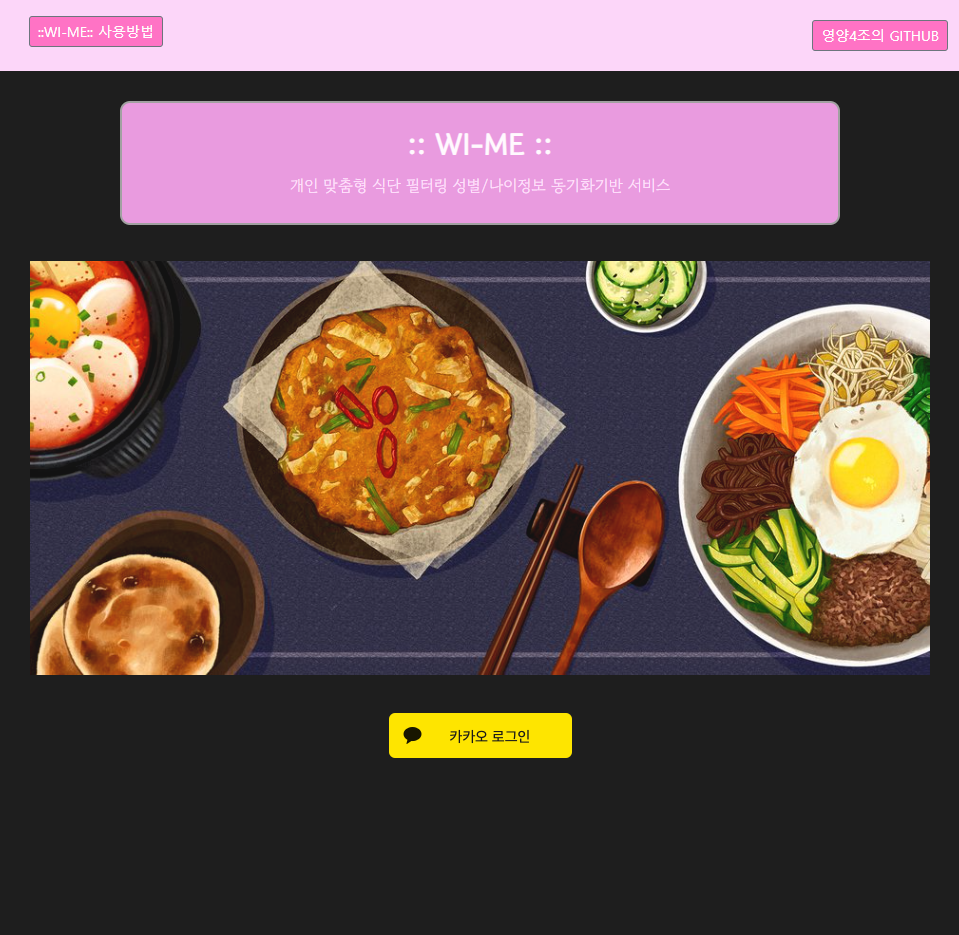 ::WI-ME:: 사용방법
영양4조의 GITHUB
:: WI-ME ::
개인 맞춤형 식단 필터링 성별/나이정보 동기화기반 서비스
카카오 로그인